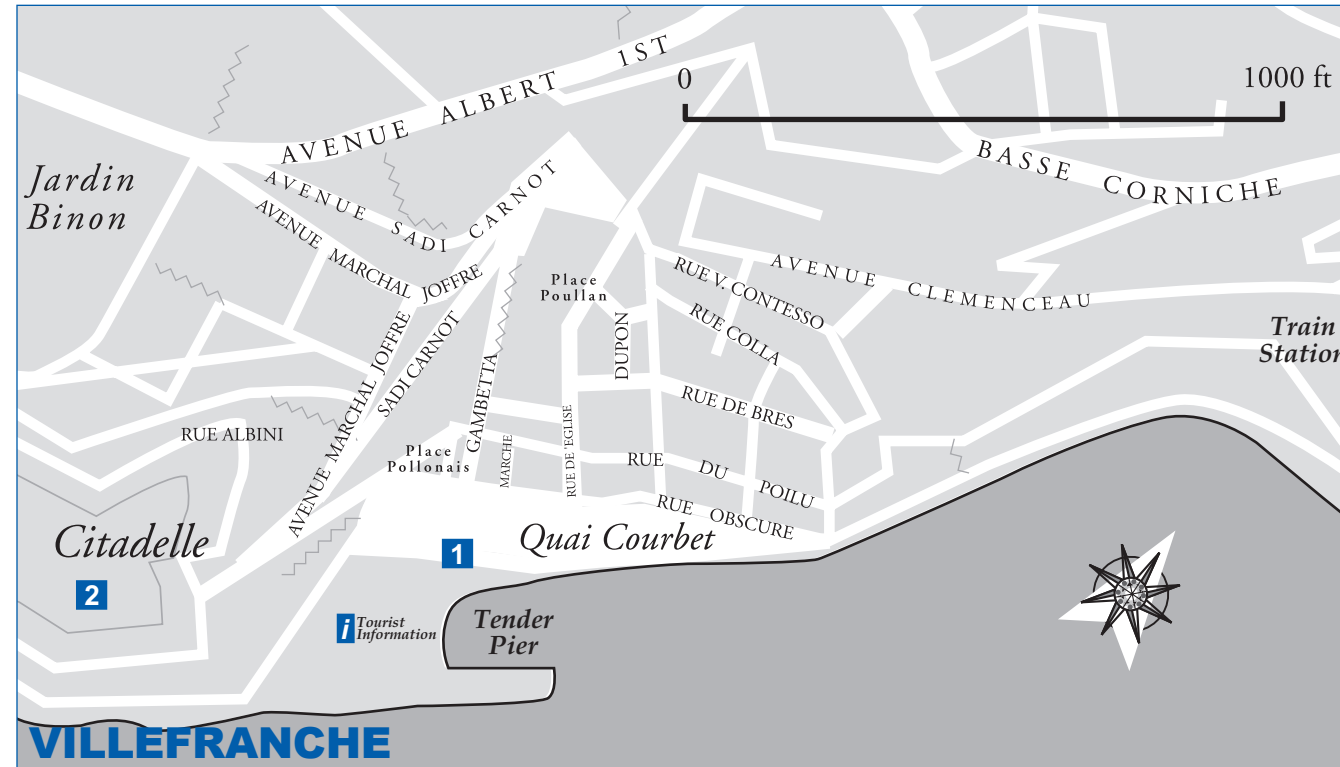 AVENUE ALBERT 1ST
0
1000 ft
Jardin
Binon
AVENUE SADI CARNOT
AVENUE MARCHAL JOFFRE
BASSE CORNICHE
Place
Poullan
RUE V. CONTESSO
AVENUE CLEMENCEAU
RUE COLLA
DUPON
Train
Station
AVENUE MARCHAL JOFFRE
SADI CARNOT
GAMBETTA
RUE DE BRES
RUE ALBINI
Place
Pollonais
MARCHE
RUE DE 'EGLISE
RUE DU POILU
RUE OBSCURE
Citadelle
Quai Courbet
1
2
i
Tourist
Information
Tender
Pier
VILLEFRANCHE